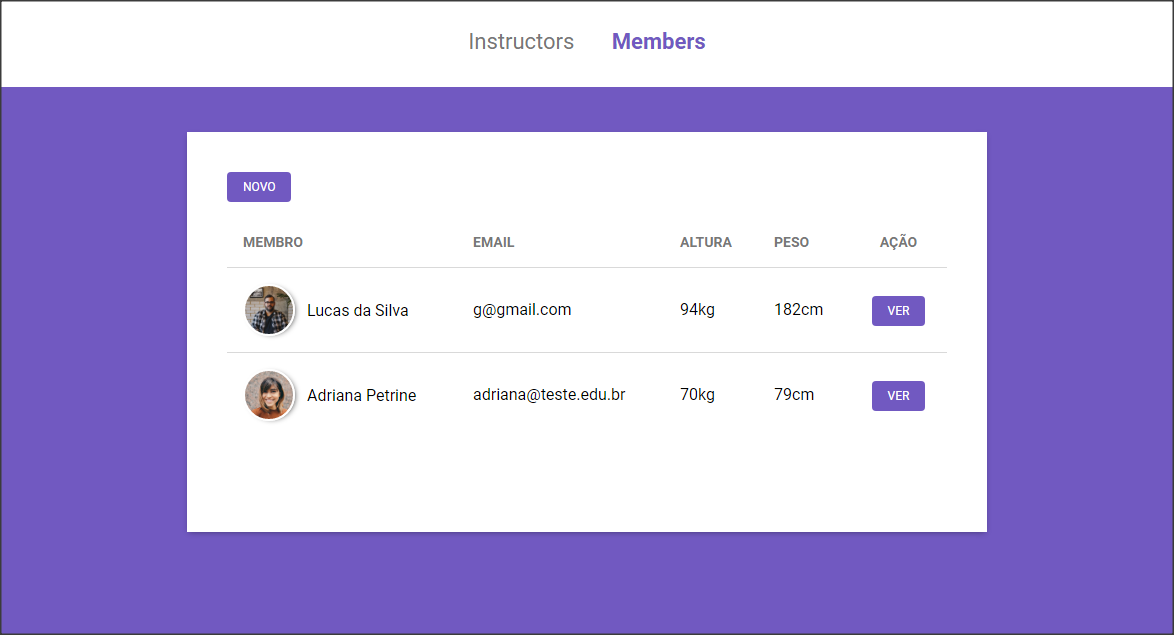 Instructors Members
NOVO
MEMBRO EMAIL ALTURA PESO AÇÃO
Lucas da Silva g@gmail.com 94kg 182cm VER
Adriana Petrine adriana@teste.edu.br 70kg 79cm VER